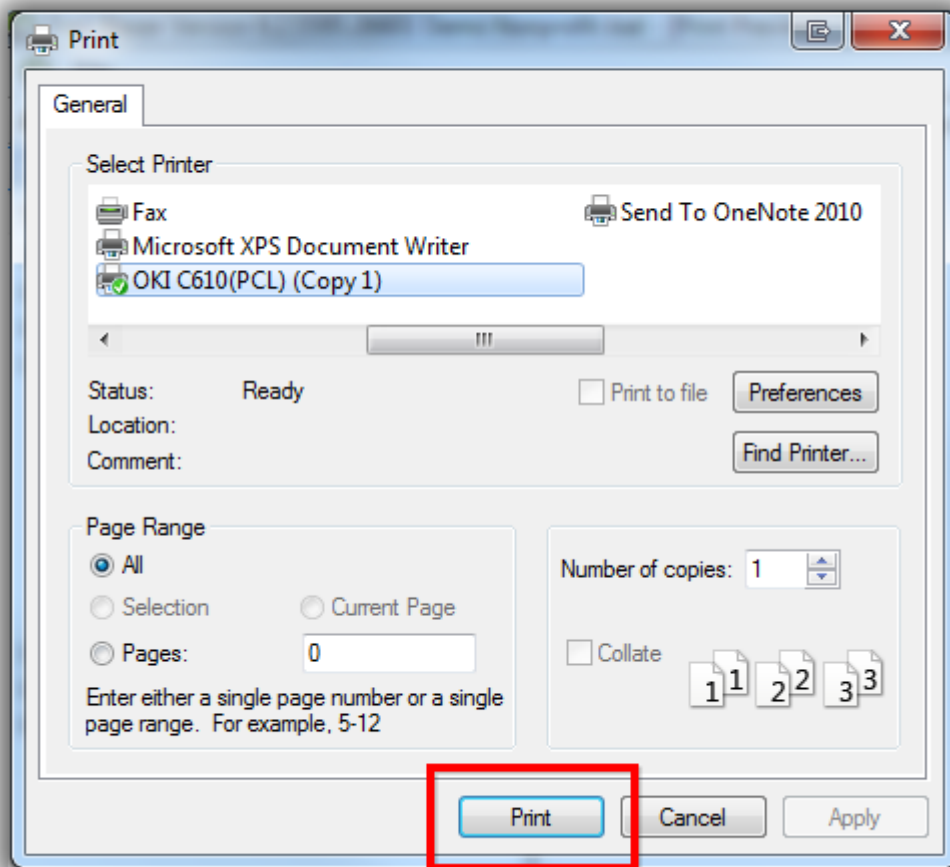 Print
General
Select Printer
Fax
Send To OneNote 2010
Microsoft XPS Document Writer
OKI C610(PCL) (Copy 1)
Status: Ready
Print to file
Preferences
Location:
Comment:
Find Printer...
Page Range
All
Selection
Current Page
Pages: 0
Enter either a single page number or a single
page range. For example, 5-12
Number of copies: 1
Collate
1 1 2 2 3 3
Print
Cancel
Apply